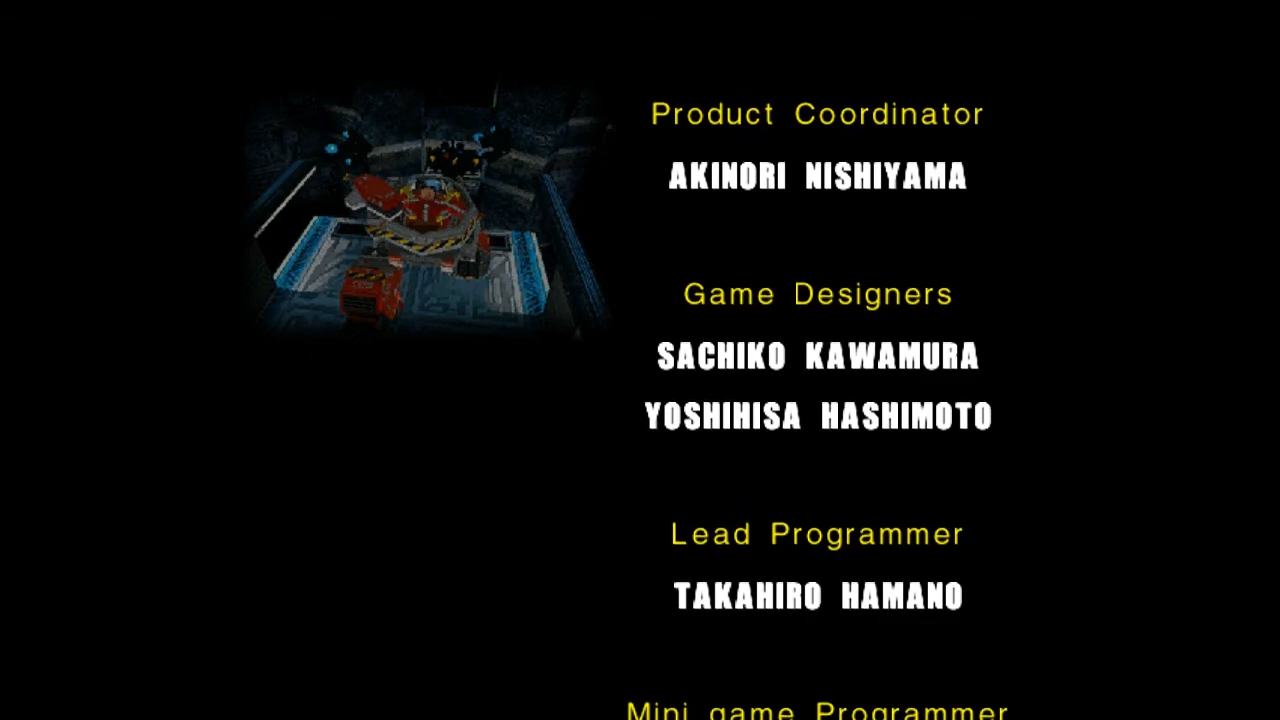 Product Coordinator
AKINORI NISHIYAMA
Game Designers
SACHIKO KAWAMURA
YOSHIHISA HASHIMOTO
Lead Programmer
TAKAHIRO HAMANO
Mini game Programmer